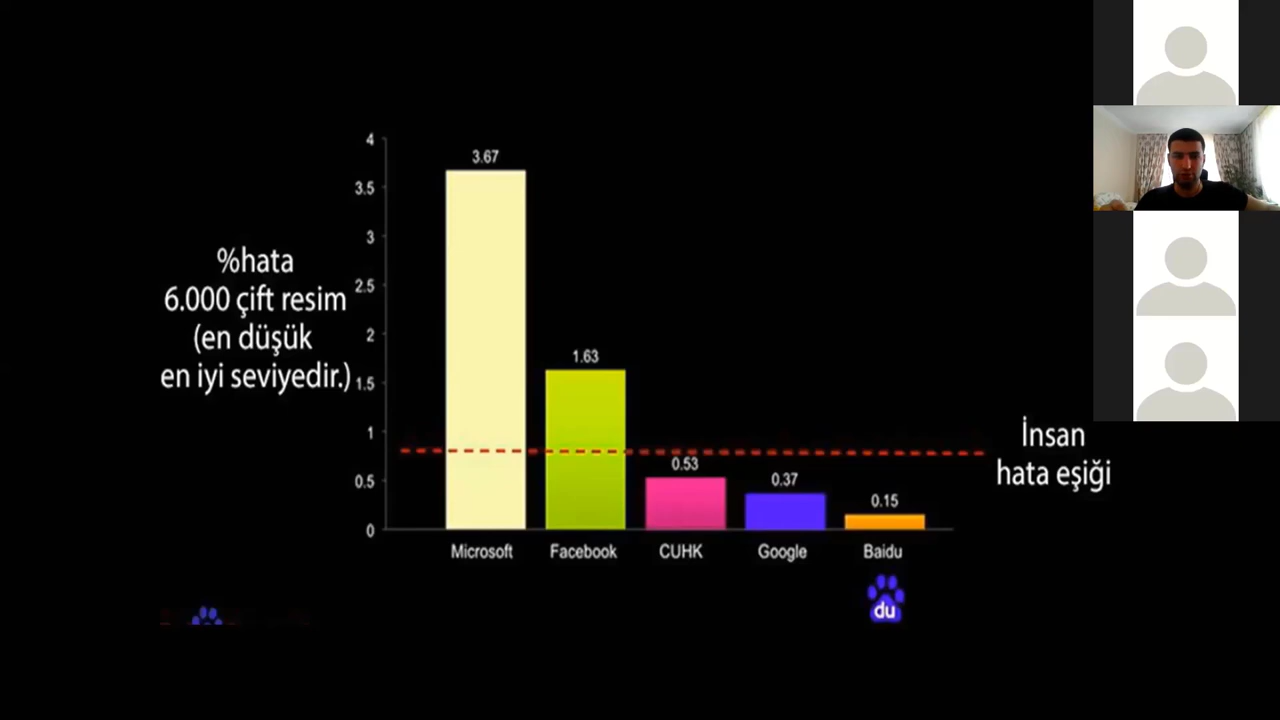 %hata
6.000 çift resim
(en düşük
en iyi seviyedir.)
4
3.5
3
2.5
2
1.5
1
0.5
0
3.67
1.63
0.53
0.37
0.15
Microsoft
Facebook
CUHK
Google
Baidu
İnsan
hata eşiği
du